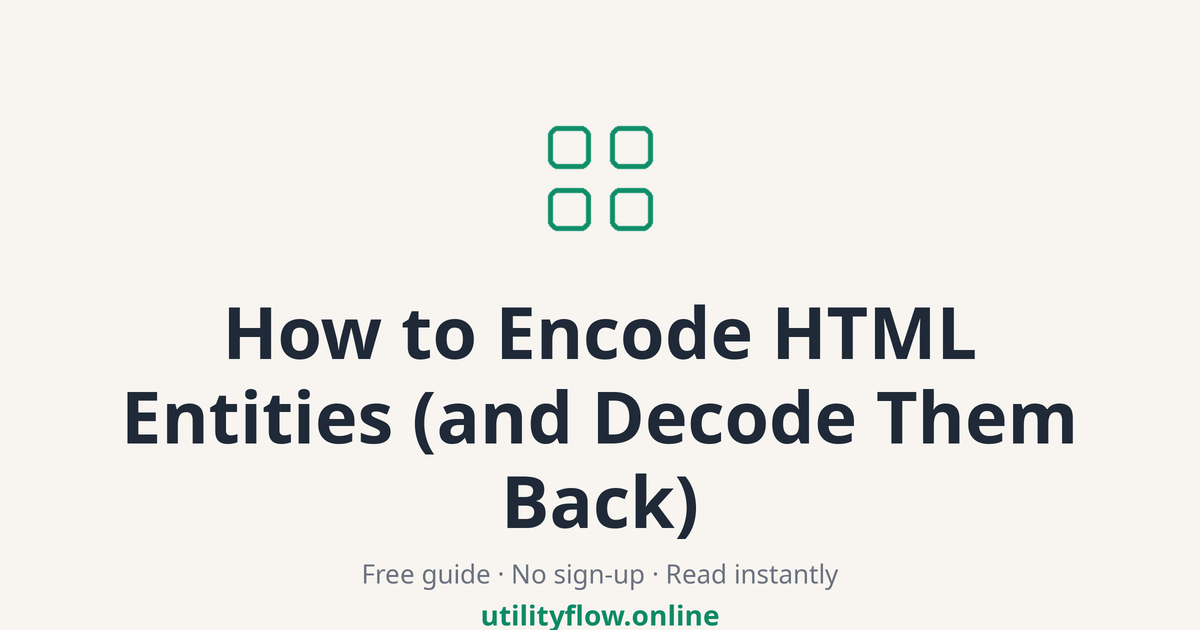 How to Encode HTML
Entities (and Decode Them
Back)
Free guide · No sign-up · Read instantly
utilityflow.online